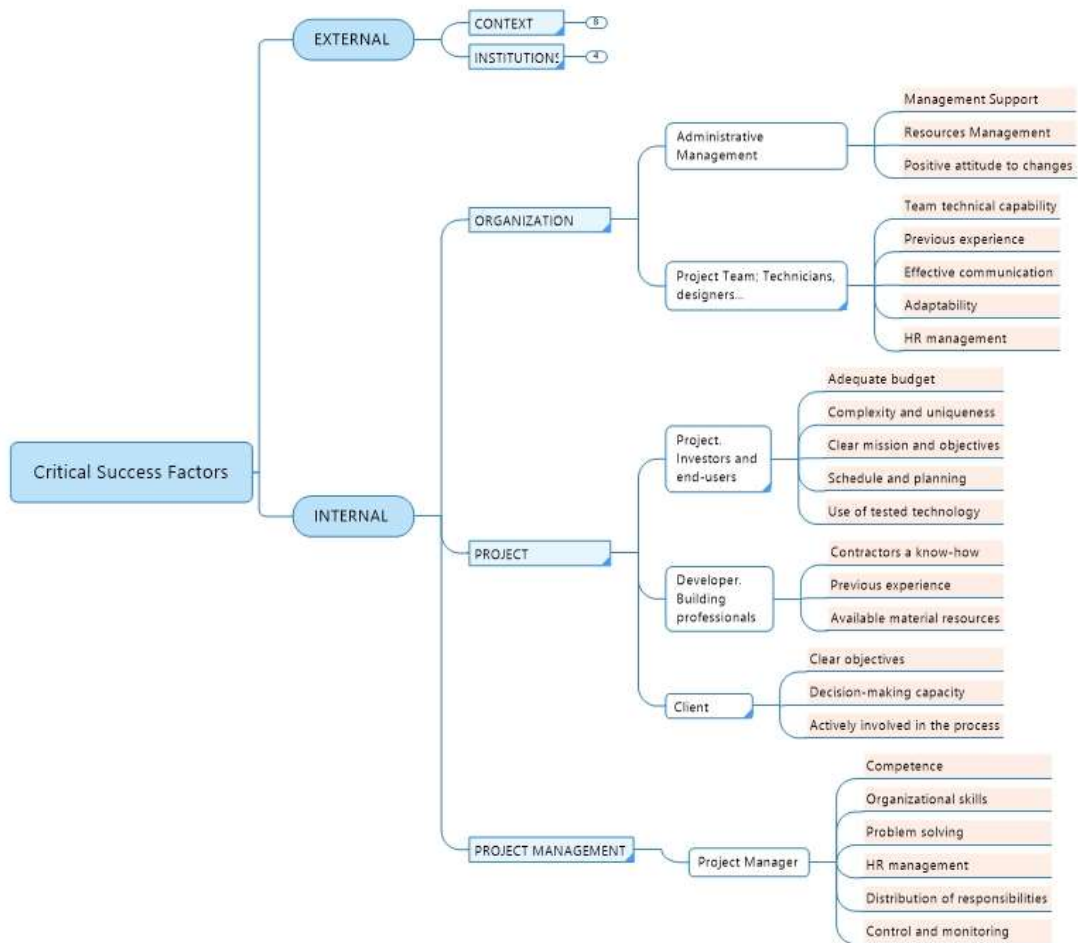 EXTERNAL
CONTEXT
8
INSTITUTIONS
4
Critical Success Factors
INTERNAL
ORGANIZATION
Administrative
Management
Management Support
Resources Management
Positive attitude to changes
Project Team; Technicians,
designers...
Team technical capability
Previous experience
Effective communication
Adaptability
HR management
PROJECT
Project.
Investors and
end-users
Adequate budget
Complexity and uniqueness
Clear mission and objectives
Schedule and planning
Use of tested technology
Developer.
Building
professionals
Contractors a know-how
Previous experience
Available material resources
Client
Clear objectives
Decision-making capacity
Actively involved in the process
PROJECT MANAGEMENT
Project Manager
Competence
Organizational skills
Problem solving
HR management
Distribution of responsibilities
Control and monitoring